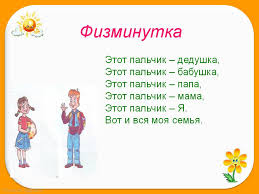 Физминутка
Этот пальчик – дедушка,
Этот пальчик – бабушка,
Этот пальчик – папа,
Этот пальчик – мама,
Этот пальчик – Я.
Вот и вся моя семья.